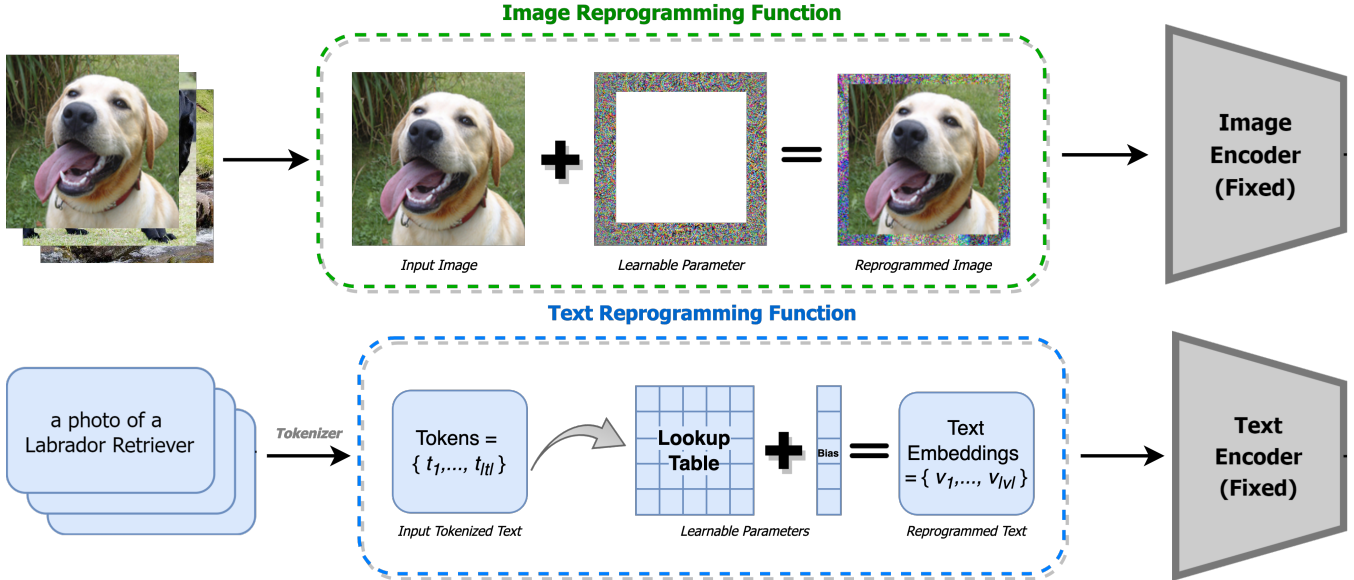 Image Reprogramming Function
Input Image
Learnable Parameter
Reprogrammed Image
Image
Encoder
(Fixed)
Text Reprogramming Function
a photo of a
Labrador Retriever
Tokenizer
Tokens =
{ t1,..., t|t| }
Input Tokenized Text
Lookup
Table
Bias
Learnable Parameters
Text
Embeddings
= { v1,..., v|v| }
Reprogrammed Text
Text
Encoder
(Fixed)